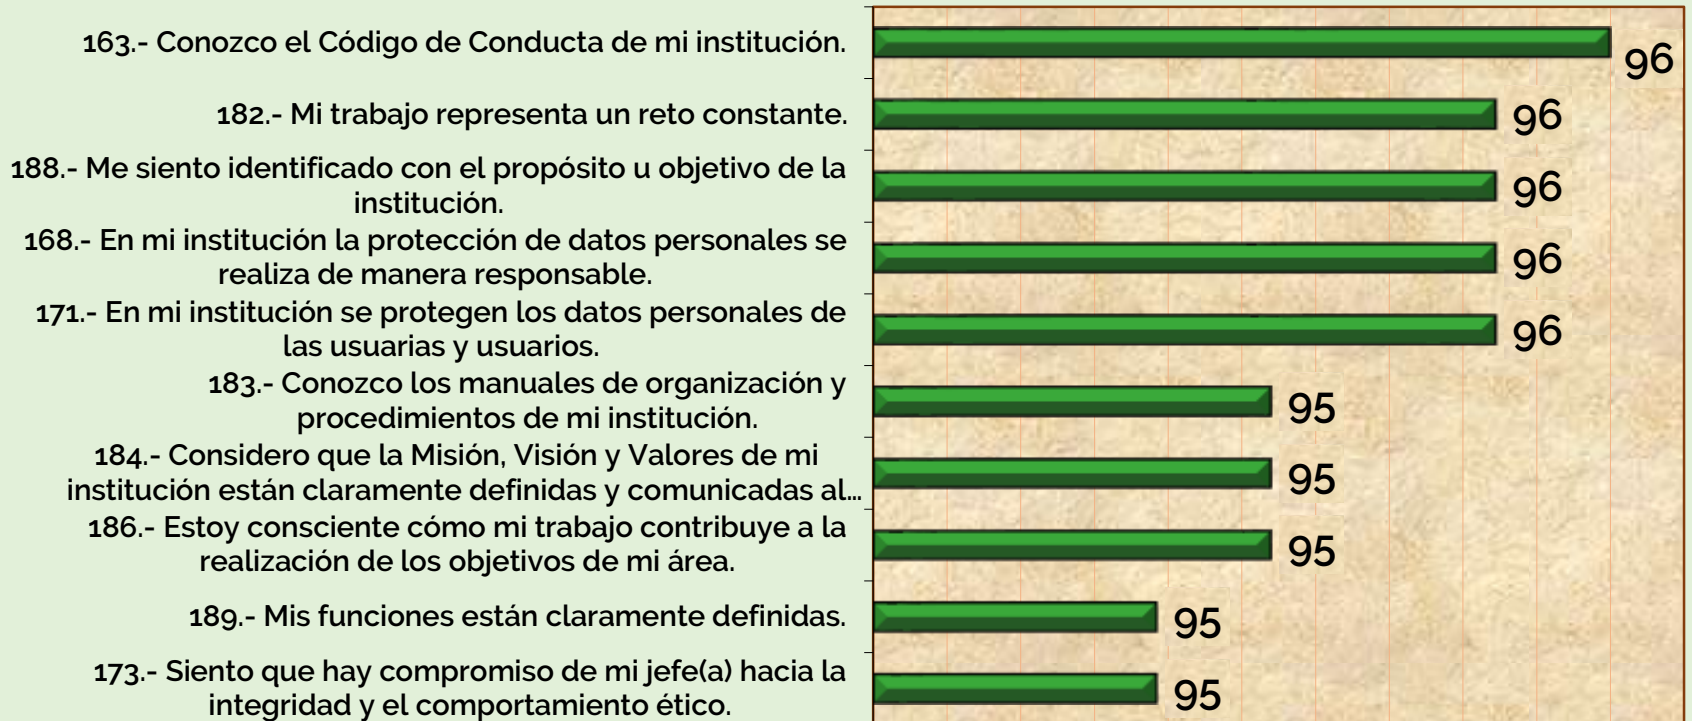 163.- Conozco el Código de Conducta de mi institución.
96
182.- Mi trabajo representa un reto constante.
96
188.- Me siento identificado con el propósito u objetivo de la
institución.
96
168.- En mi institución la protección de datos personales se
realiza de manera responsable.
96
171.- En mi institución se protegen los datos personales de
las usuarias y usuarios.
96
183.- Conozco los manuales de organización y
procedimientos de mi institución.
95
184.- Considero que la Misión, Visión y Valores de mi
institución están claramente definidas y comunicadas al...
95
186.- Estoy consciente cómo mi trabajo contribuye a la
realización de los objetivos de mi área.
95
189.- Mis funciones están claramente definidas.
95
173.- Siento que hay compromiso de mi jefe(a) hacia la
integridad y el comportamiento ético.
95